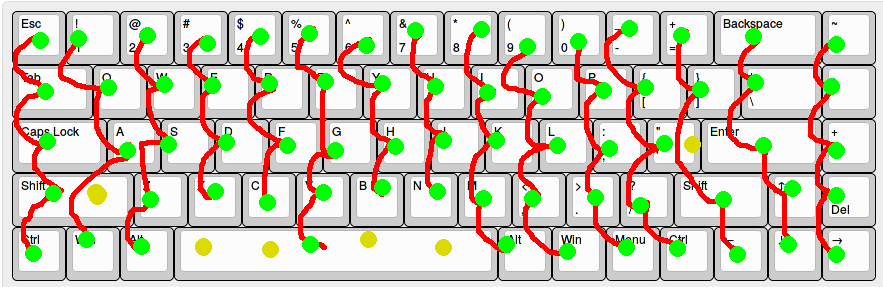 Esc ! @ # $ % ^ & * ( ) - + Backspace ~
2 3 4 5 6 7 8 9 0 - =
Tab Q W E R Y U I O P { } \
[ ]
Caps Lock A S D F G H J K L : " Enter +
;
Shift C V B N M < > ? Shift ↑
. / Del
Ctrl Win Alt Alt Win Menu Ctrl ← →